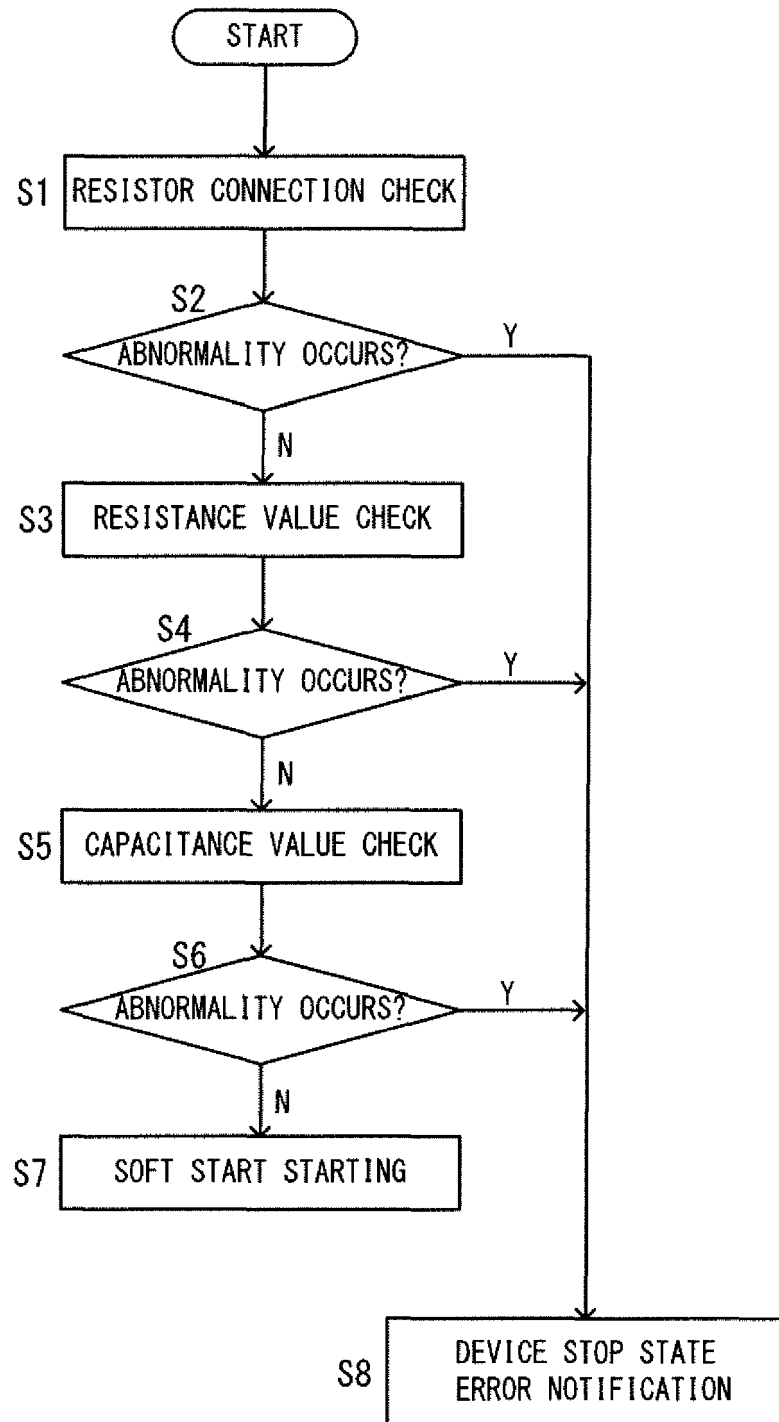 START
S1 RESISTOR CONNECTION CHECK
S2
ABNORMALITY OCCURS?
Y
N
S3 RESISTANCE VALUE CHECK
S4
ABNORMALITY OCCURS?
Y
N
S5 CAPACITANCE VALUE CHECK
S6
ABNORMALITY OCCURS?
Y
N
S7 SOFT START STARTING
S8 DEVICE STOP STATE
ERROR NOTIFICATION